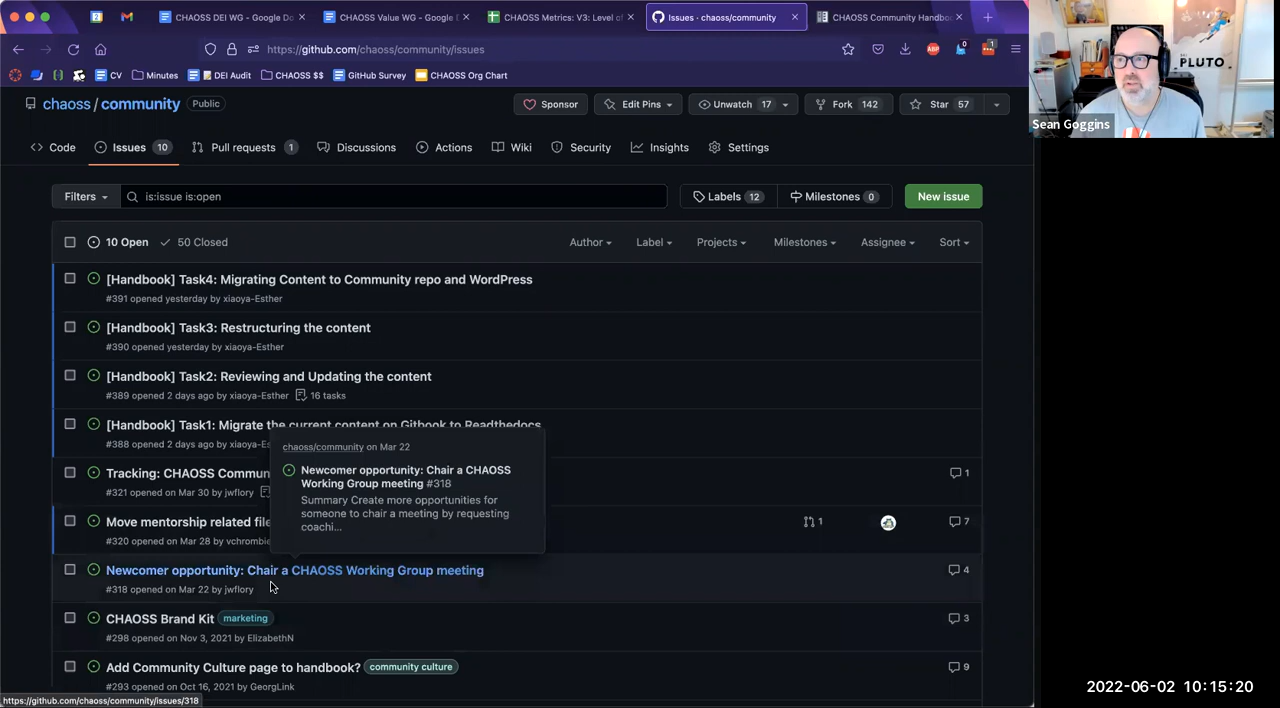 CHAOSS DEI WG - Google Do
CHAOSS Value WG - Google
CHAOSS Metrics: V3: Level of
Issues · chaoss/community
CHAOSS Community Handbo
https://github.com/chaoss/community/issues
ABP
0
1
CV
Minutes
DEI Audit
CHAOSS $$
GitHub Survey
CHAOSS Org Chart
chaoss / community
Public
Sponsor
Edit Pins
Unwatch 17
Fork 142
Star 57
Code
Issues 10
Pull requests 1
Discussions
Actions
Wiki
Security
Insights
Settings
Filters
is:issue is:open
Labels 12
Milestones 0
New issue
10 Open
50 Closed
Author
Label
Projects
Milestones
Assignee
Sort
[Handbook] Task4: Migrating Content to Community repo and WordPress
#391 opened yesterday by xiaoya-Esther
[Handbook] Task3: Restructuring the content
#390 opened yesterday by xiaoya-Esther
[Handbook] Task2: Reviewing and Updating the content
#389 opened 2 days ago by xiaoya-Esther 16 tasks
[Handbook] Task1: Migrate the current content on Gitbook to Readthedocs
#388 opened 2 days ago by xiaoya-Es
chaoss/community on Mar 22
Newcomer opportunity: Chair a CHAOSS
Working Group meeting #318
Summary Create more opportunities for
someone to chair a meeting by requesting
coachi...
Tracking: CHAOSS Commun
1
#321 opened on Mar 30 by jwflory
Move mentorship related file
1
7
#320 opened on Mar 28 by vchrombie
Newcomer opportunity: Chair a CHAOSS Working Group meeting
4
#318 opened on Mar 22 by jwflory
CHAOSS Brand Kit marketing
3
#298 opened on Nov 3, 2021 by ElizabethN
Add Community Culture page to handbook? community culture
9
#293 opened on Oct 16, 2021 by GeorgLink
https://github.com/chaoss/community/issues/318
PLUTO
Sean Goggins
2022-06-02 10:15:20